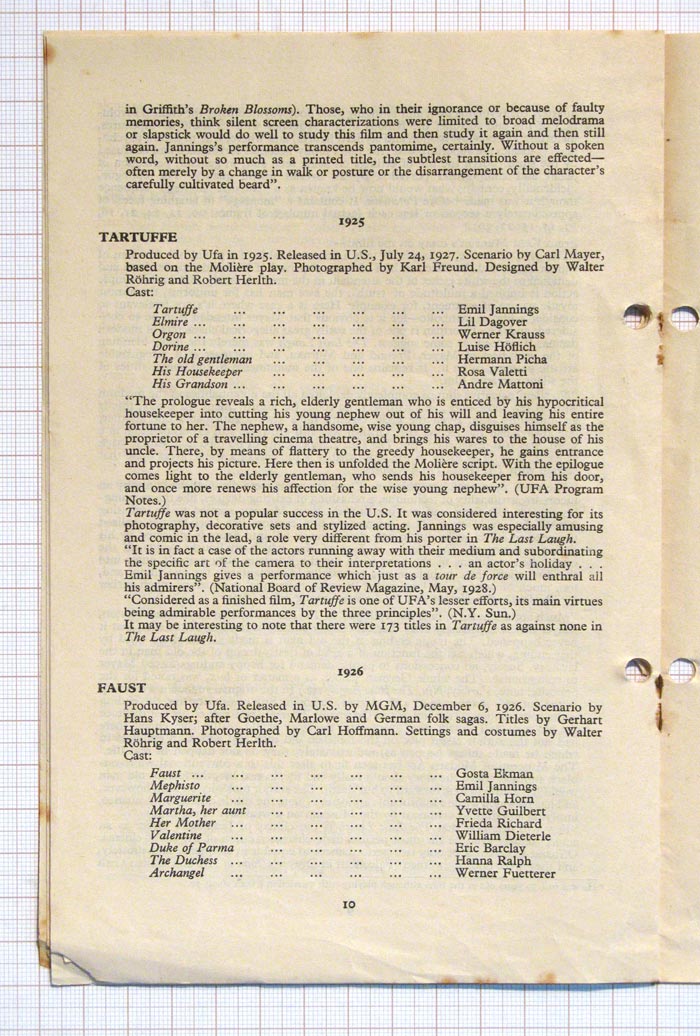 in Griffith's Broken Blossoms). Those, who in their ignorance or because of faulty
memories, think silent screen characterizations were limited to broad melodrama
or slapstick would do well to study this film and then study it again and then still
again. Jannings's performance transcends pantomime, certainly. Without a spoken
word, without so much as a printed title, the subtlest transitions are effected—
often merely by a change in walk or posture or the disarrangement of the character's
carefully cultivated beard".
1925
TARTUFFE
Produced by Ufa in 1925. Released in U.S., July 24, 1927. Scenario by Carl Mayer,
based on the Molière play. Photographed by Karl Freund. Designed by Walter
Röhrig and Robert Herlth.
Cast:
Tartuffe ... ... ... ... ... ... Emil Jannings
Elmire ... ... ... ... ... ... ... Lil Dagover
Orgon ... ... ... ... ... ... ... Werner Krauss
Dorine ... ... ... ... ... ... ... Luise Höflich
The old gentleman ... ... ... ... ... Hermann Picha
His Housekeeper ... ... ... ... ... Rosa Valetti
His Grandson ... ... ... ... ... ... Andre Mattoni
"The prologue reveals a rich, elderly gentleman who is enticed by his hypocritical
housekeeper into cutting his young nephew out of his will and leaving his entire
fortune to her. The nephew, a handsome, wise young chap, disguises himself as the
proprietor of a travelling cinema theatre, and brings his wares to the house of his
uncle. There, by means of flattery to the greedy housekeeper, he gains entrance
and projects his picture. Here then is unfolded the Molière script. With the epilogue
comes light to the elderly gentleman, who sends his housekeeper from his door,
and once more renews his affection for the wise young nephew". (UFA Program
Notes.)
Tartuffe was not a popular success in the U.S. It was considered interesting for its
photography, decorative sets and stylized acting. Jannings was especially amusing
and comic in the lead, a role very different from his porter in The Last Laugh.
"It is in fact a case of the actors running away with their medium and subordinating
the specific art of the camera to their interpretations . . . an actor's holiday . . .
Emil Jannings gives a performance which just as a tour de force will enthral all
his admirers". (National Board of Review Magazine, May, 1928.)
"Considered as a finished film, Tartuffe is one of UFA's lesser efforts, its main virtues
being admirable performances by the three principles". (N.Y. Sun.)
It may be interesting to note that there were 173 titles in Tartuffe as against none in
The Last Laugh.
1926
FAUST
Produced by Ufa. Released in U.S. by MGM, December 6, 1926. Scenario by
Hans Kyser; after Goethe, Marlowe and German folk sagas. Titles by Gerhart
Hauptmann. Photographed by Carl Hoffmann. Settings and costumes by Walter
Röhrig and Robert Herlth.
Cast:
Faust ... ... ... ... ... ... ... Gosta Ekman
Mephisto ... ... ... ... ... ... Emil Jannings
Marguerite ... ... ... ... ... ... Camilla Horn
Martha, her aunt ... ... ... ... ... Yvette Guilbert
Her Mother ... ... ... ... ... ... Frieda Richard
Valentine ... ... ... ... ... ... William Dieterle
Duke of Parma ... ... ... ... ... Eric Barclay
The Duchess ... ... ... ... ... ... Hanna Ralph
Archangel ... ... ... ... ... ... Werner Fuetterer
10